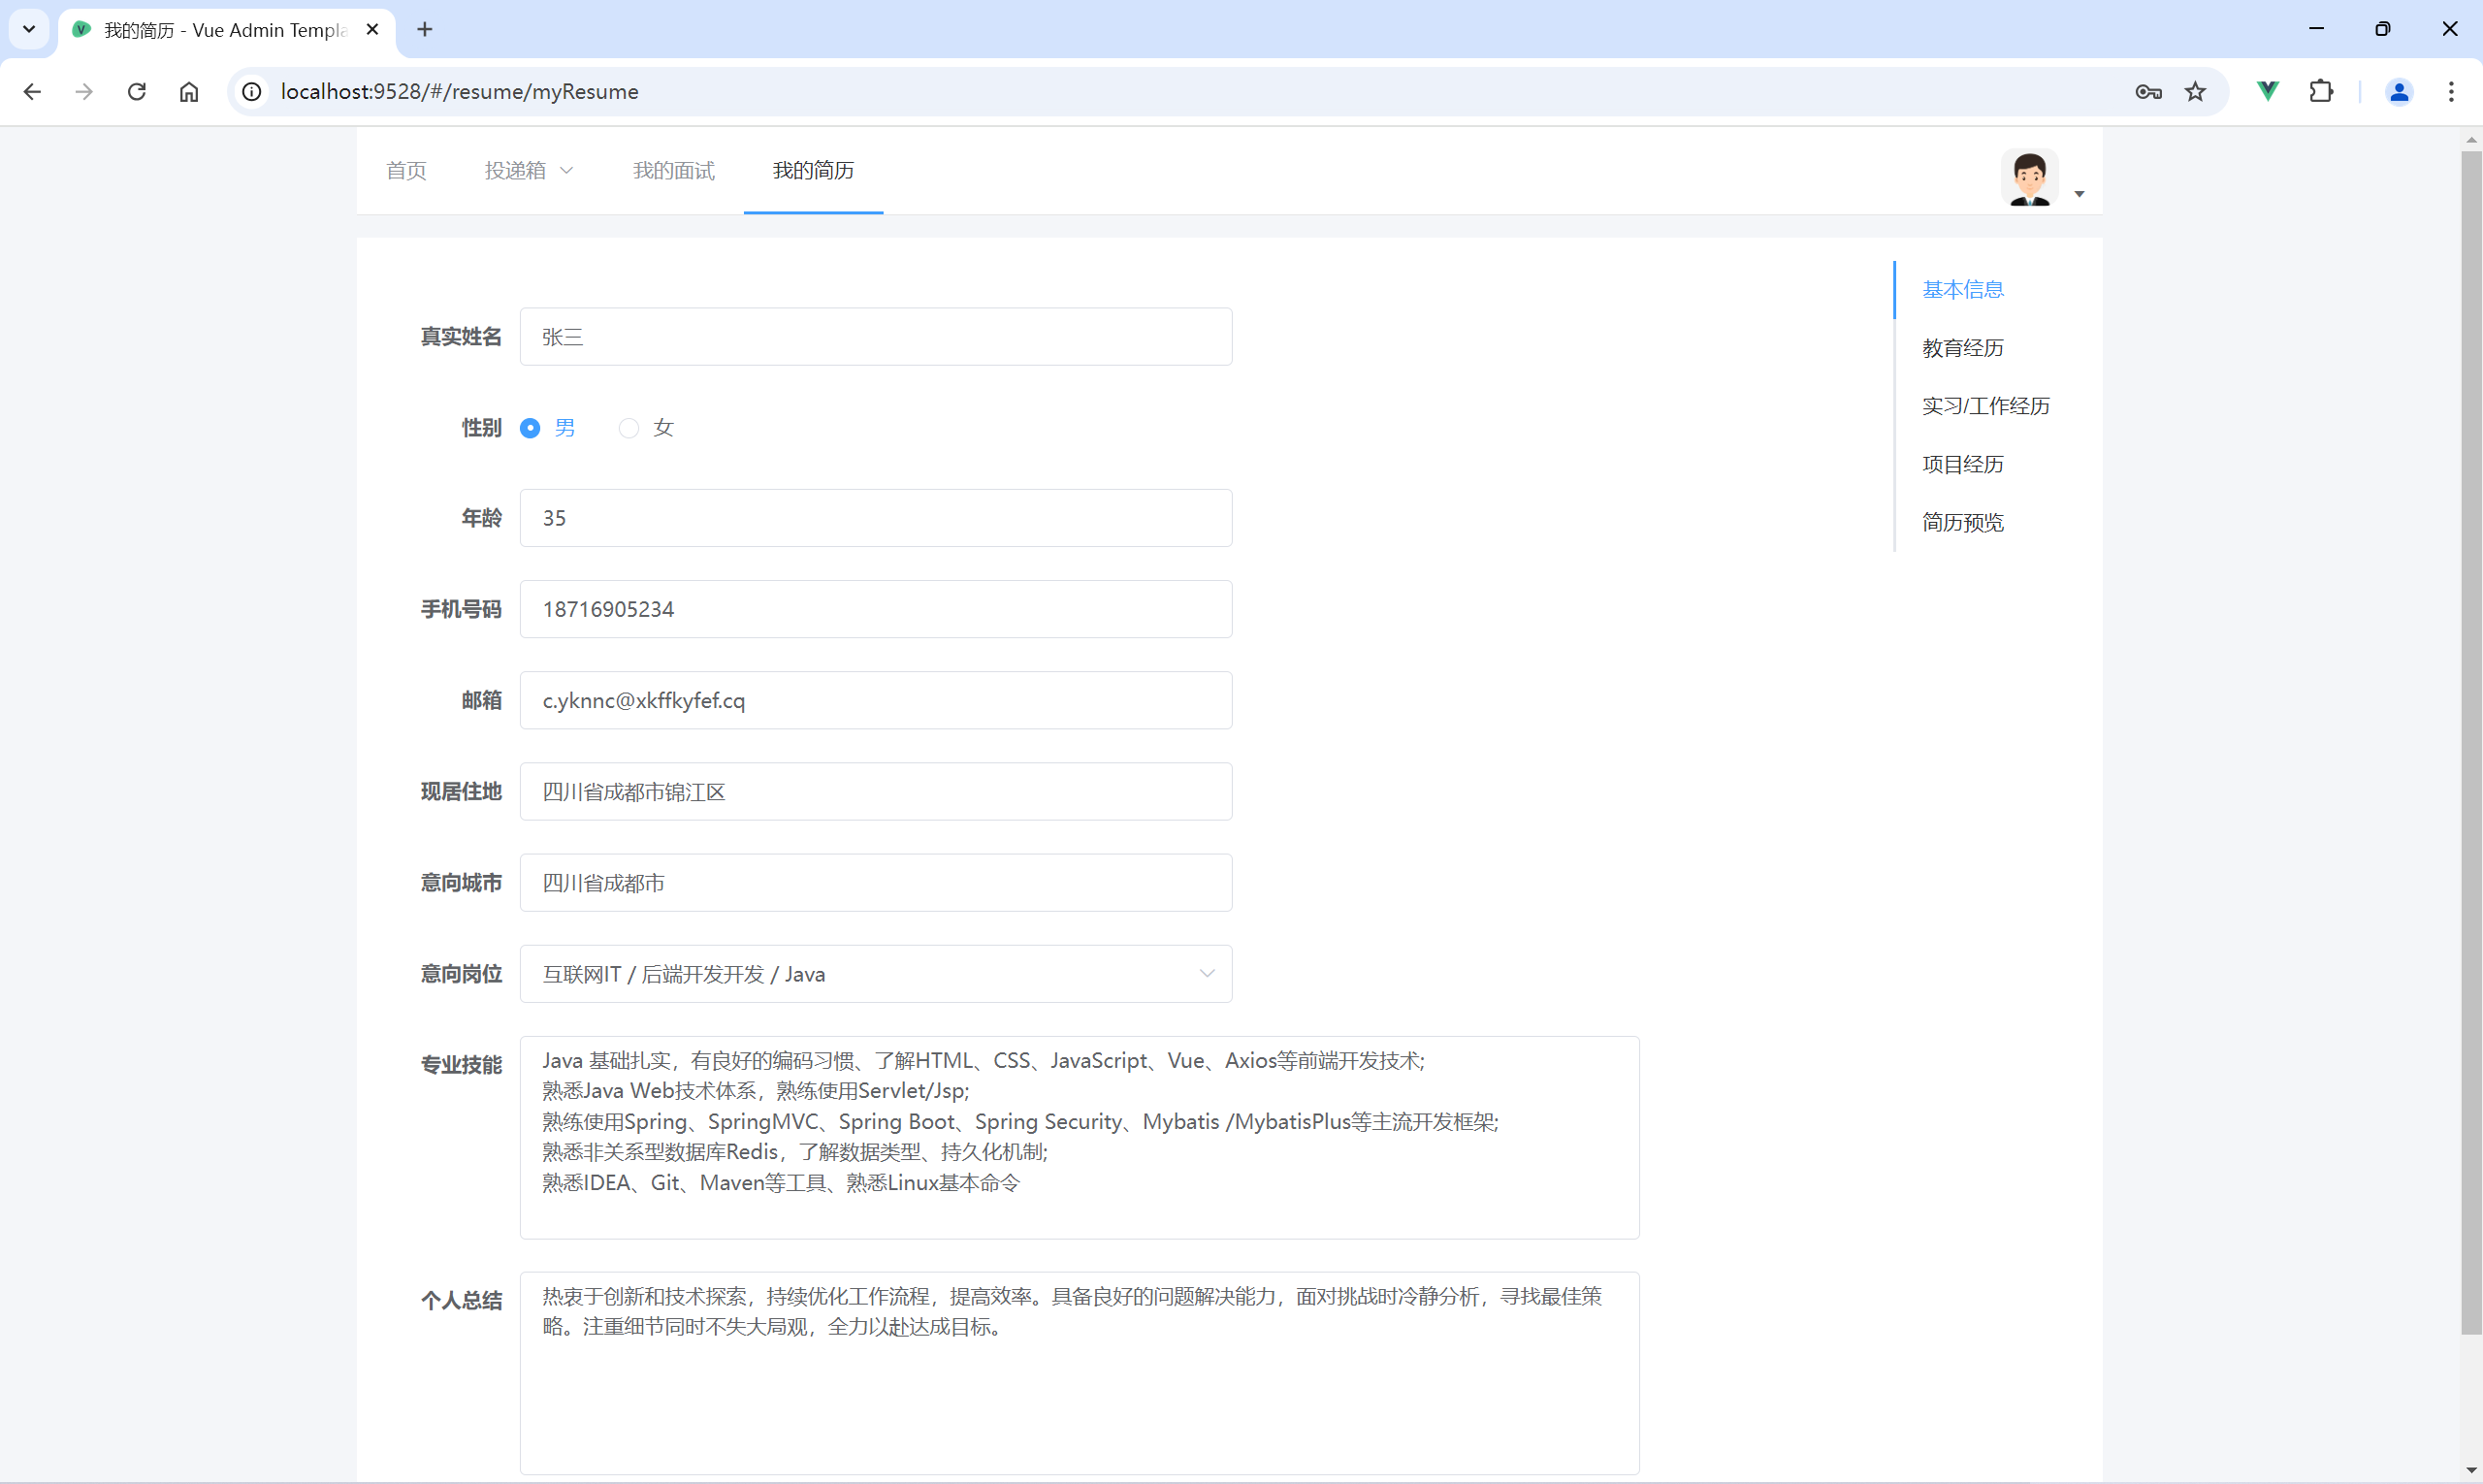 我的简历 - Vue Admin Templa
localhost:9528/#/resume/myResume
首页 投递箱 我的面试 我的简历
基本信息
教育经历
实习/工作经历
项目经历
简历预览
真实姓名 张三
性别 男 女
年龄 35
手机号码 18716905234
邮箱 c.yknnc@xkffkyfef.cq
现居住地 四川省成都市锦江区
意向城市 四川省成都市
意向岗位 互联网IT / 后端开发开发 / Java
专业技能 Java 基础扎实，有良好的编码习惯、了解HTML、CSS、JavaScript、Vue、Axios等前端开发技术;
熟悉Java Web技术体系，熟练使用Servlet/Jsp;
熟练使用Spring、SpringMVC、Spring Boot、Spring Security、Mybatis /MybatisPlus等主流开发框架;
熟悉非关系型数据库Redis，了解数据类型、持久化机制;
熟悉IDEA、Git、Maven等工具、熟悉Linux基本命令
个人总结 热衷于创新和技术探索，持续优化工作流程，提高效率。具备良好的问题解决能力，面对挑战时冷静分析，寻找最佳策
略。注重细节同时不失大局观，全力以赴达成目标。